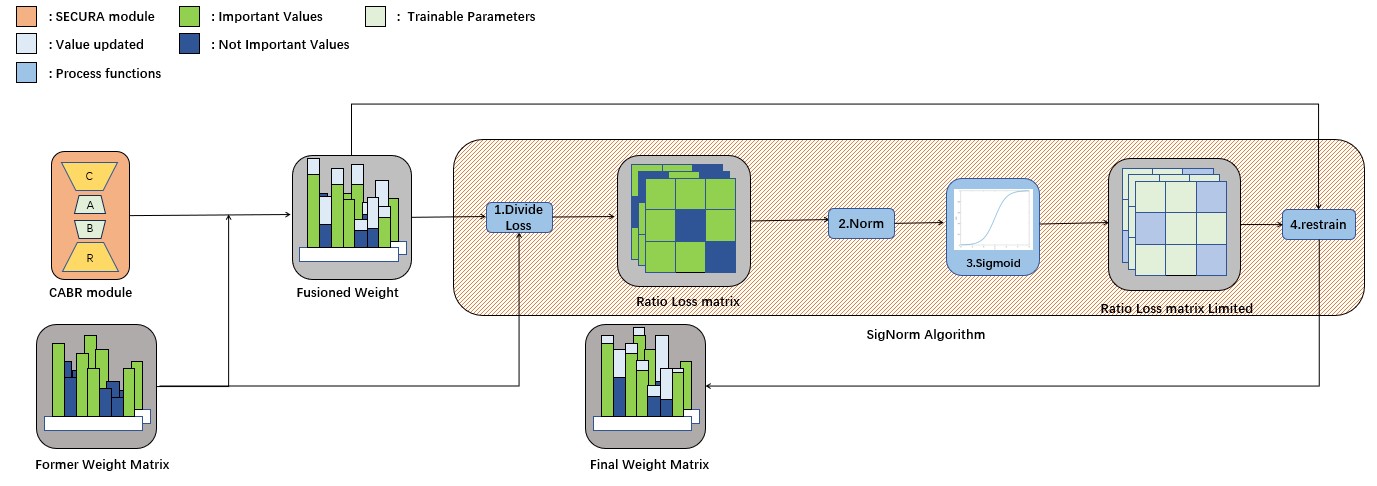 : SECURA module
: Important Values
: Trainable Parameters
: Value updated
: Not Important Values
: Process functions
C
A
B
R
CABR module
Fusioned Weight
1.Divide
Loss
Ratio Loss matrix
2.Norm
3.Sigmoid
Ratio Loss matrix Limited
4.restrain
SigNorm Algorithm
Former Weight Matrix
Final Weight Matrix